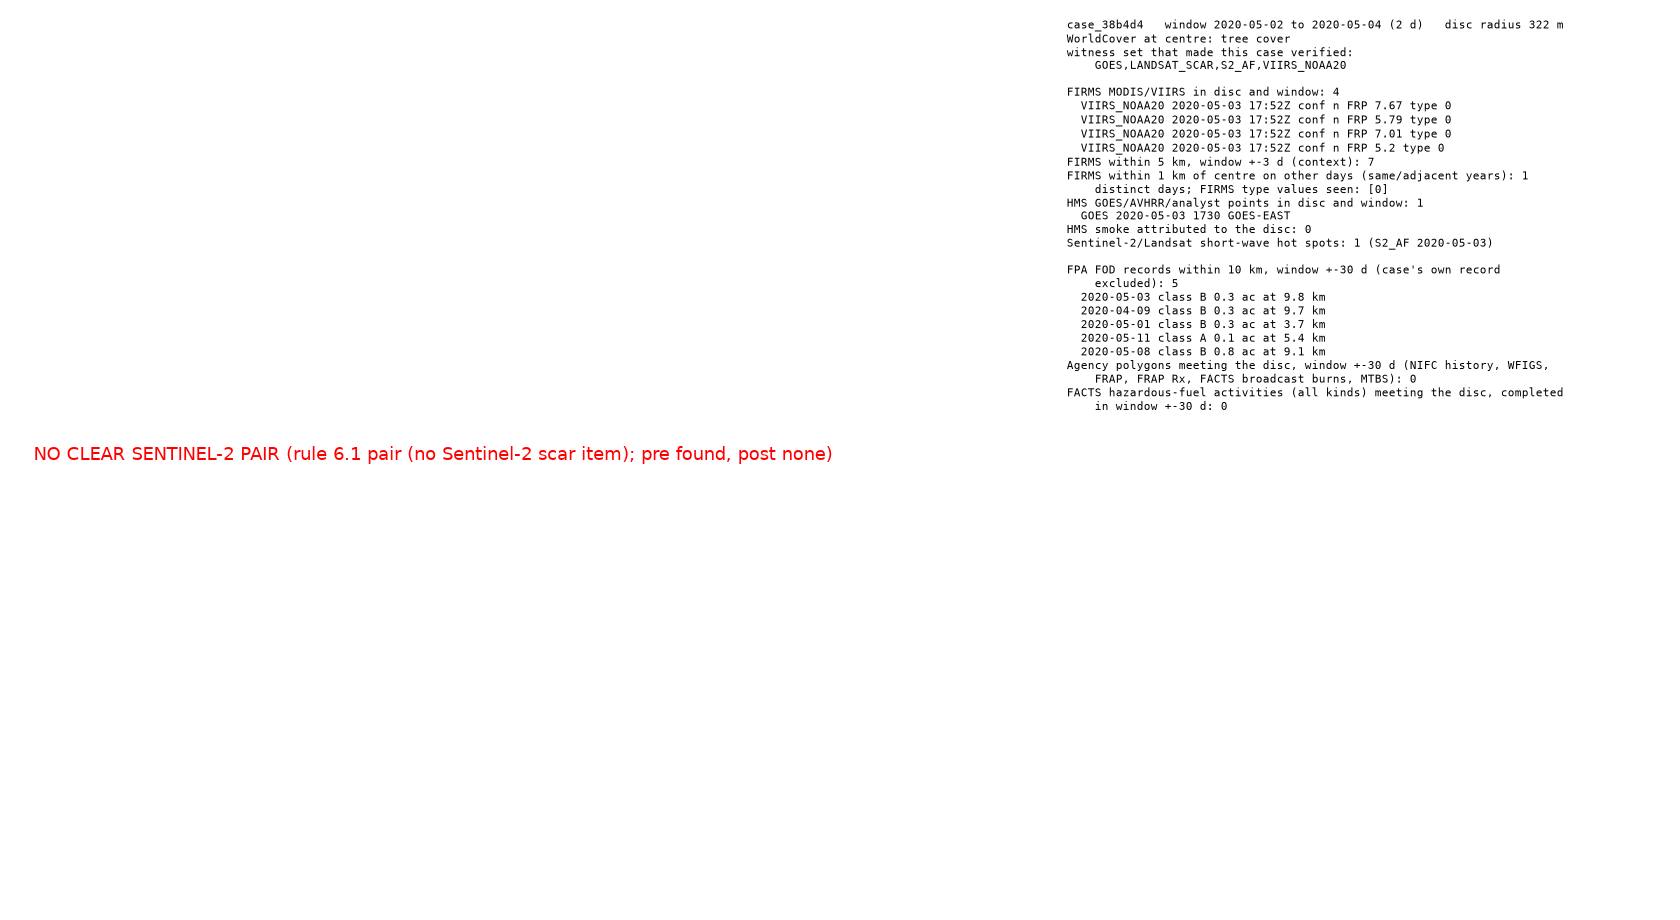 case_38b4d4   window 2020-05-02 to 2020-05-04 (2 d)   disc radius 322 m
WorldCover at centre: tree cover
witness set that made this case verified:
    GOES,LANDSAT_SCAR,S2_AF,VIIRS_NOAA20

FIRMS MODIS/VIIRS in disc and window: 4
  VIIRS_NOAA20 2020-05-03 17:52Z conf n FRP 7.67 type 0
  VIIRS_NOAA20 2020-05-03 17:52Z conf n FRP 5.79 type 0
  VIIRS_NOAA20 2020-05-03 17:52Z conf n FRP 7.01 type 0
  VIIRS_NOAA20 2020-05-03 17:52Z conf n FRP 5.2 type 0
FIRMS within 5 km, window +-3 d (context): 7
FIRMS within 1 km of centre on other days (same/adjacent years): 1
    distinct days; FIRMS type values seen: [0]
HMS GOES/AVHRR/analyst points in disc and window: 1
  GOES 2020-05-03 1730 GOES-EAST
HMS smoke attributed to the disc: 0
Sentinel-2/Landsat short-wave hot spots: 1 (S2_AF 2020-05-03)

FPA FOD records within 10 km, window +-30 d (case's own record
    excluded): 5
  2020-05-03 class B 0.3 ac at 9.8 km
  2020-04-09 class B 0.3 ac at 9.7 km
  2020-05-01 class B 0.3 ac at 3.7 km
  2020-05-11 class A 0.1 ac at 5.4 km
  2020-05-08 class B 0.8 ac at 9.1 km
Agency polygons meeting the disc, window +-30 d (NIFC history, WFIGS,
    FRAP, FRAP Rx, FACTS broadcast burns, MTBS): 0
FACTS hazardous-fuel activities (all kinds) meeting the disc, completed
    in window +-30 d: 0
NO CLEAR SENTINEL-2 PAIR (rule 6.1 pair (no Sentinel-2 scar item); pre found, post none)